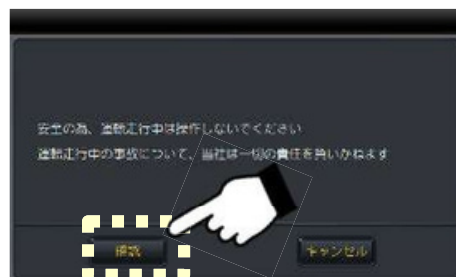 安全の為、運転走行中は操作しないでください
運転走行中の事故について、当社は一切の責任を負いかねます
確認
キャンセル